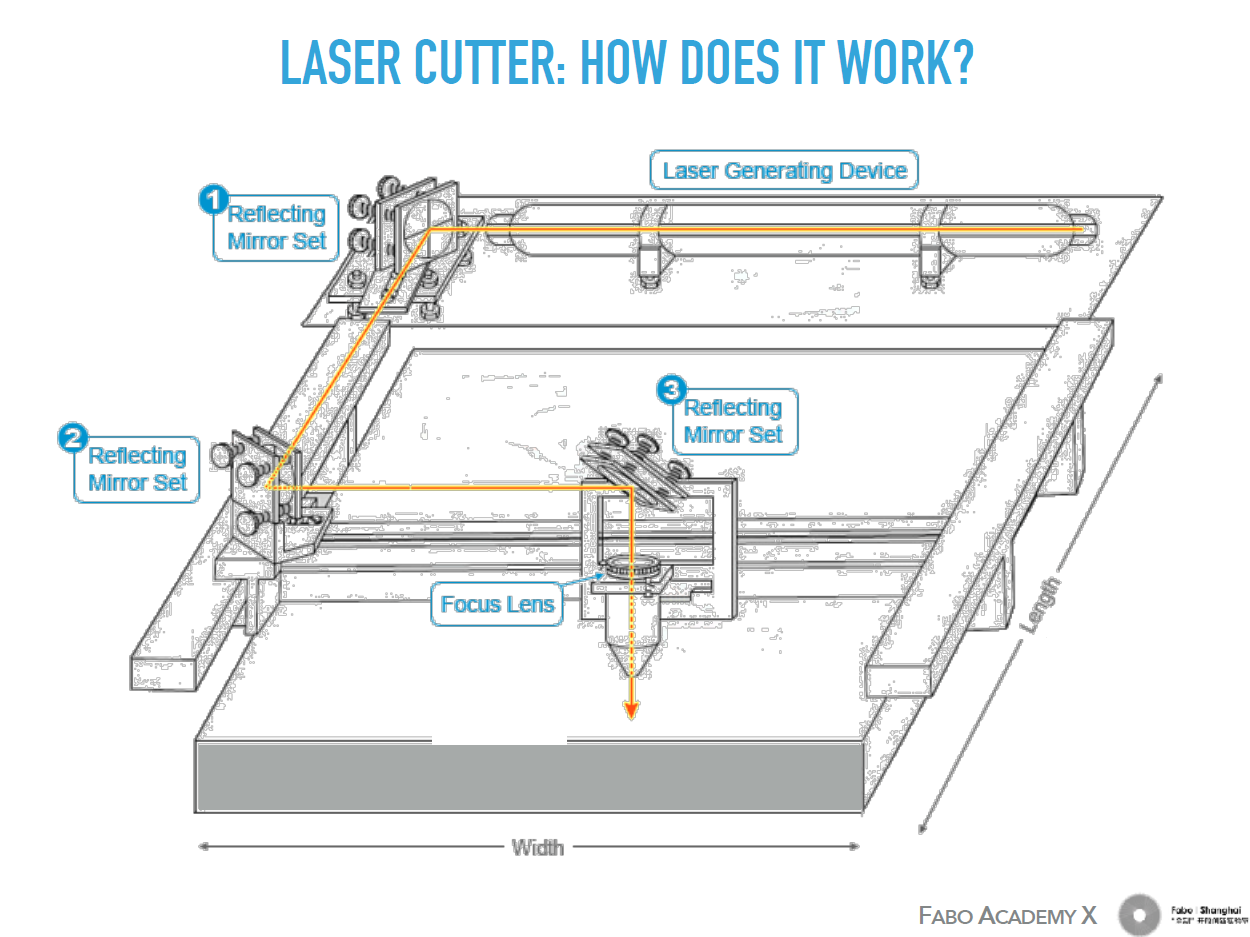 LASER CUTTER: HOW DOES IT WORK?
Laser Generating Device
1
Reflecting
Mirror Set
3
Reflecting
Mirror Set
2
Reflecting
Mirror Set
Focus Lens
Length
Width
FABO ACADEMY X
Fabo | Shanghai